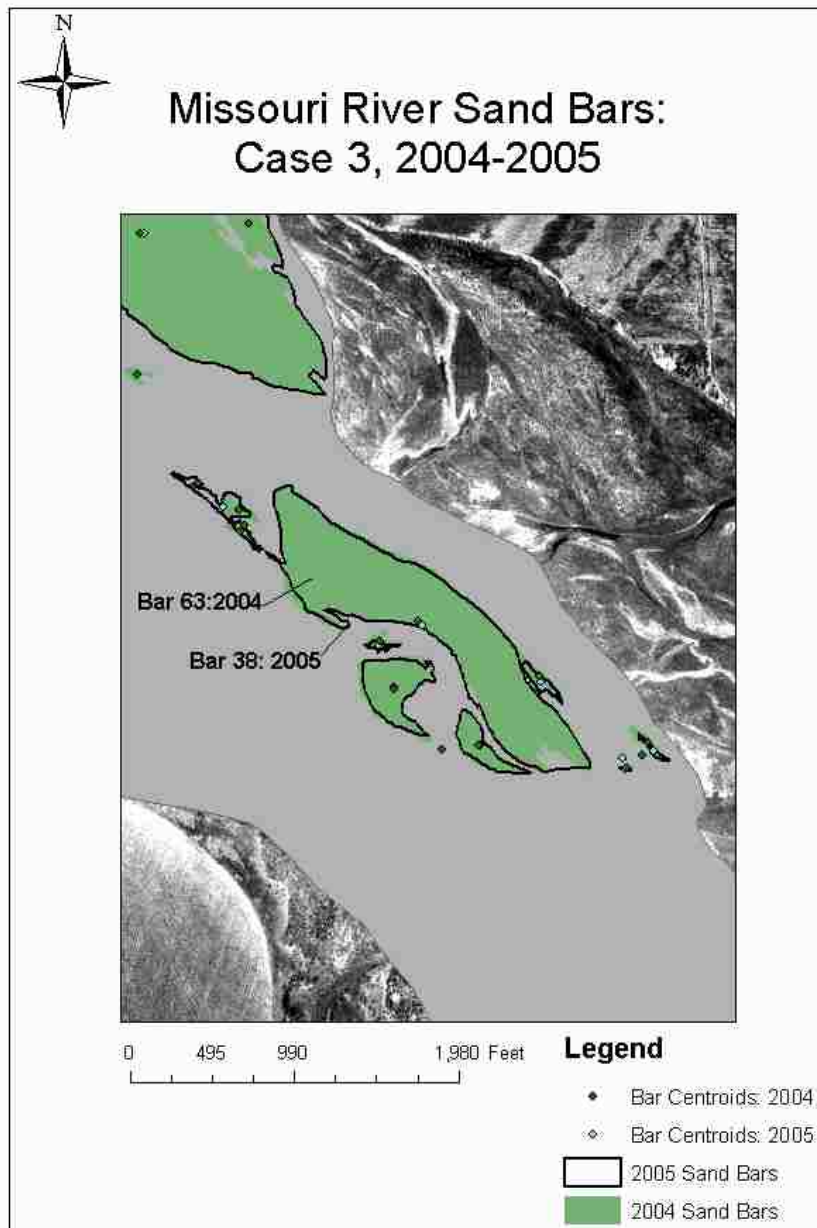 N
Missouri River Sand Bars:
Case 3, 2004-2005
Bar 63:2004
Bar 38: 2005
0 495 990 1,980 Feet
Legend
Bar Centroids: 2004
Bar Centroids: 2005
2005 Sand Bars
2004 Sand Bars